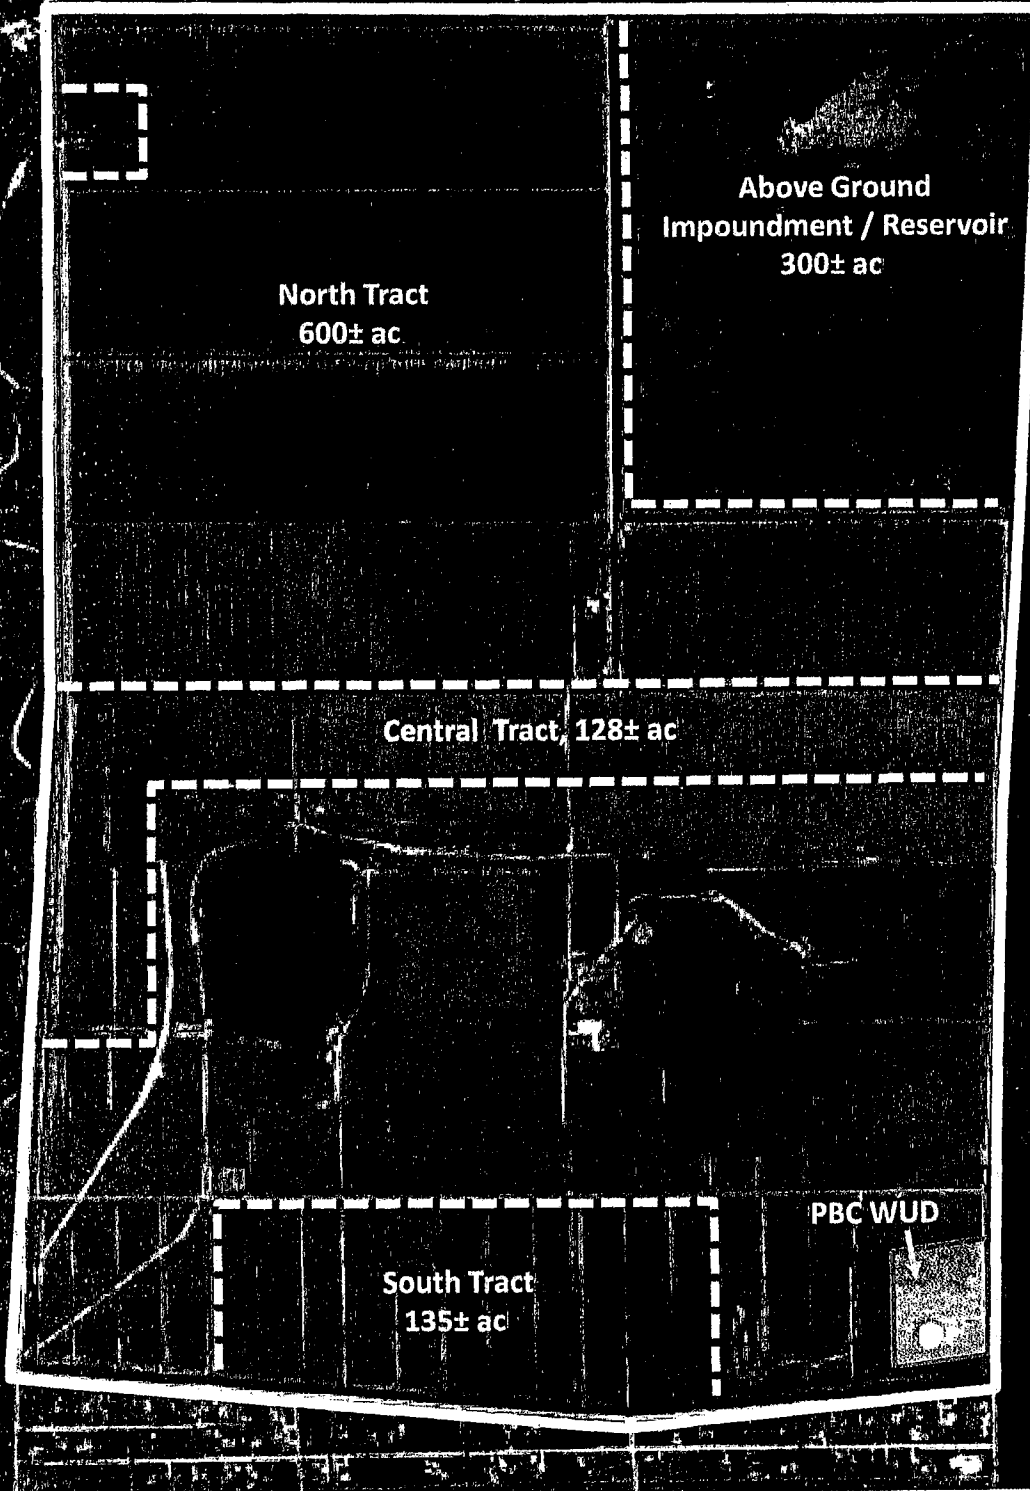 Above Ground
Impoundment / Reservoir
300± ac
North Tract
600± ac
Central Tract, 128± ac
PBC WUD
South Tract
135± ac